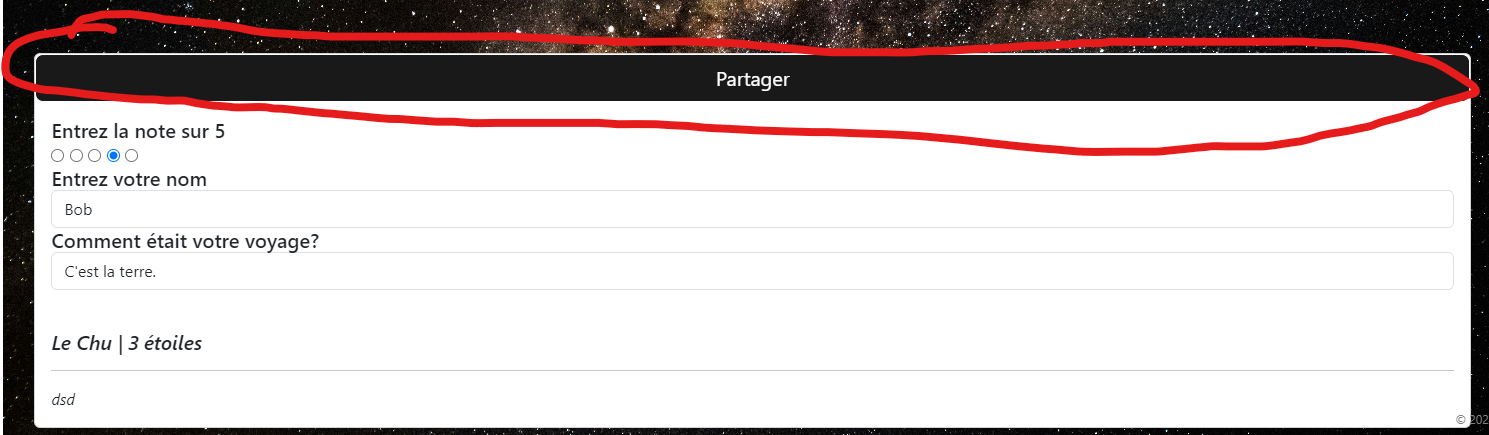 Partager
Entrez la note sur 5
Entrez votre nom
Bob
Comment était votre voyage?
C'est la terre.
Le Chu | 3 étoiles
dsd
© 202